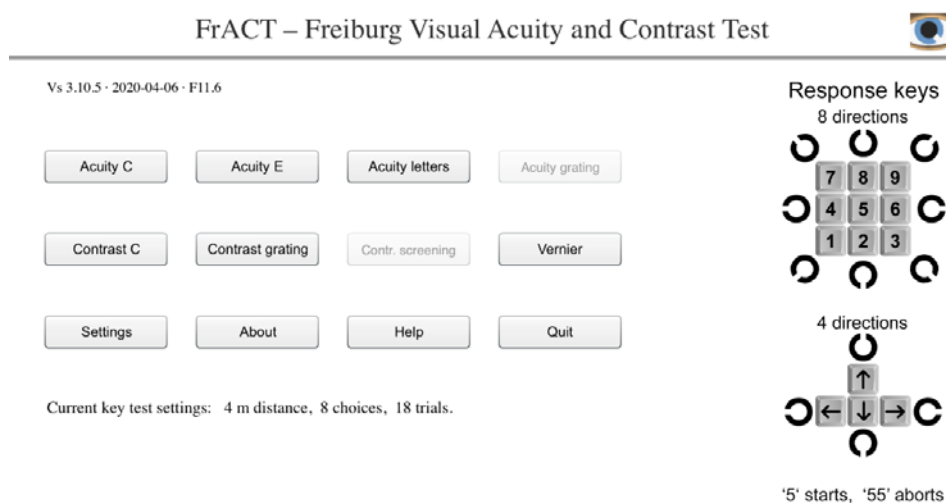 FrACT – Freiburg Visual Acuity and Contrast Test
Vs 3.10.5 · 2020-04-06 · F11.6
Acuity C
Acuity E
Acuity letters
Acuity grating
Contrast C
Contrast grating
Contr. screening
Vernier
Settings
About
Help
Quit
Current key test settings: 4 m distance, 8 choices, 18 trials.
Response keys
8 directions
7 8 9
4 5 6
1 2 3
4 directions
↑
← ↓ →
'5' starts, '55' aborts